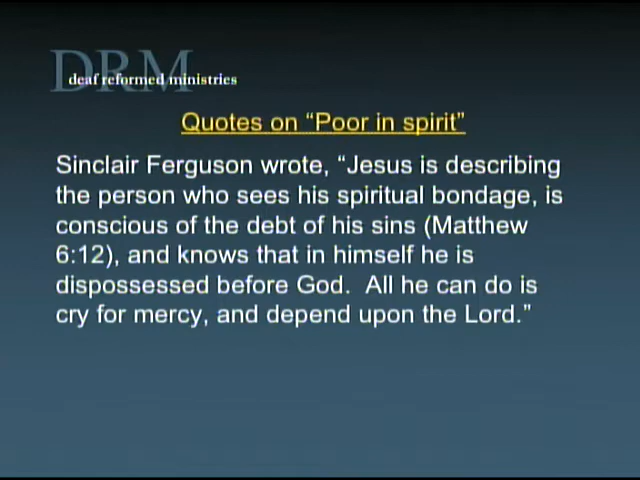 DRM
deaf reformed ministries
Quotes on “Poor in spirit”
Sinclair Ferguson wrote, “Jesus is describing
the person who sees his spiritual bondage, is
conscious of the debt of his sins (Matthew
6:12), and knows that in himself he is
dispossessed before God.  All he can do is
cry for mercy, and depend upon the Lord.”